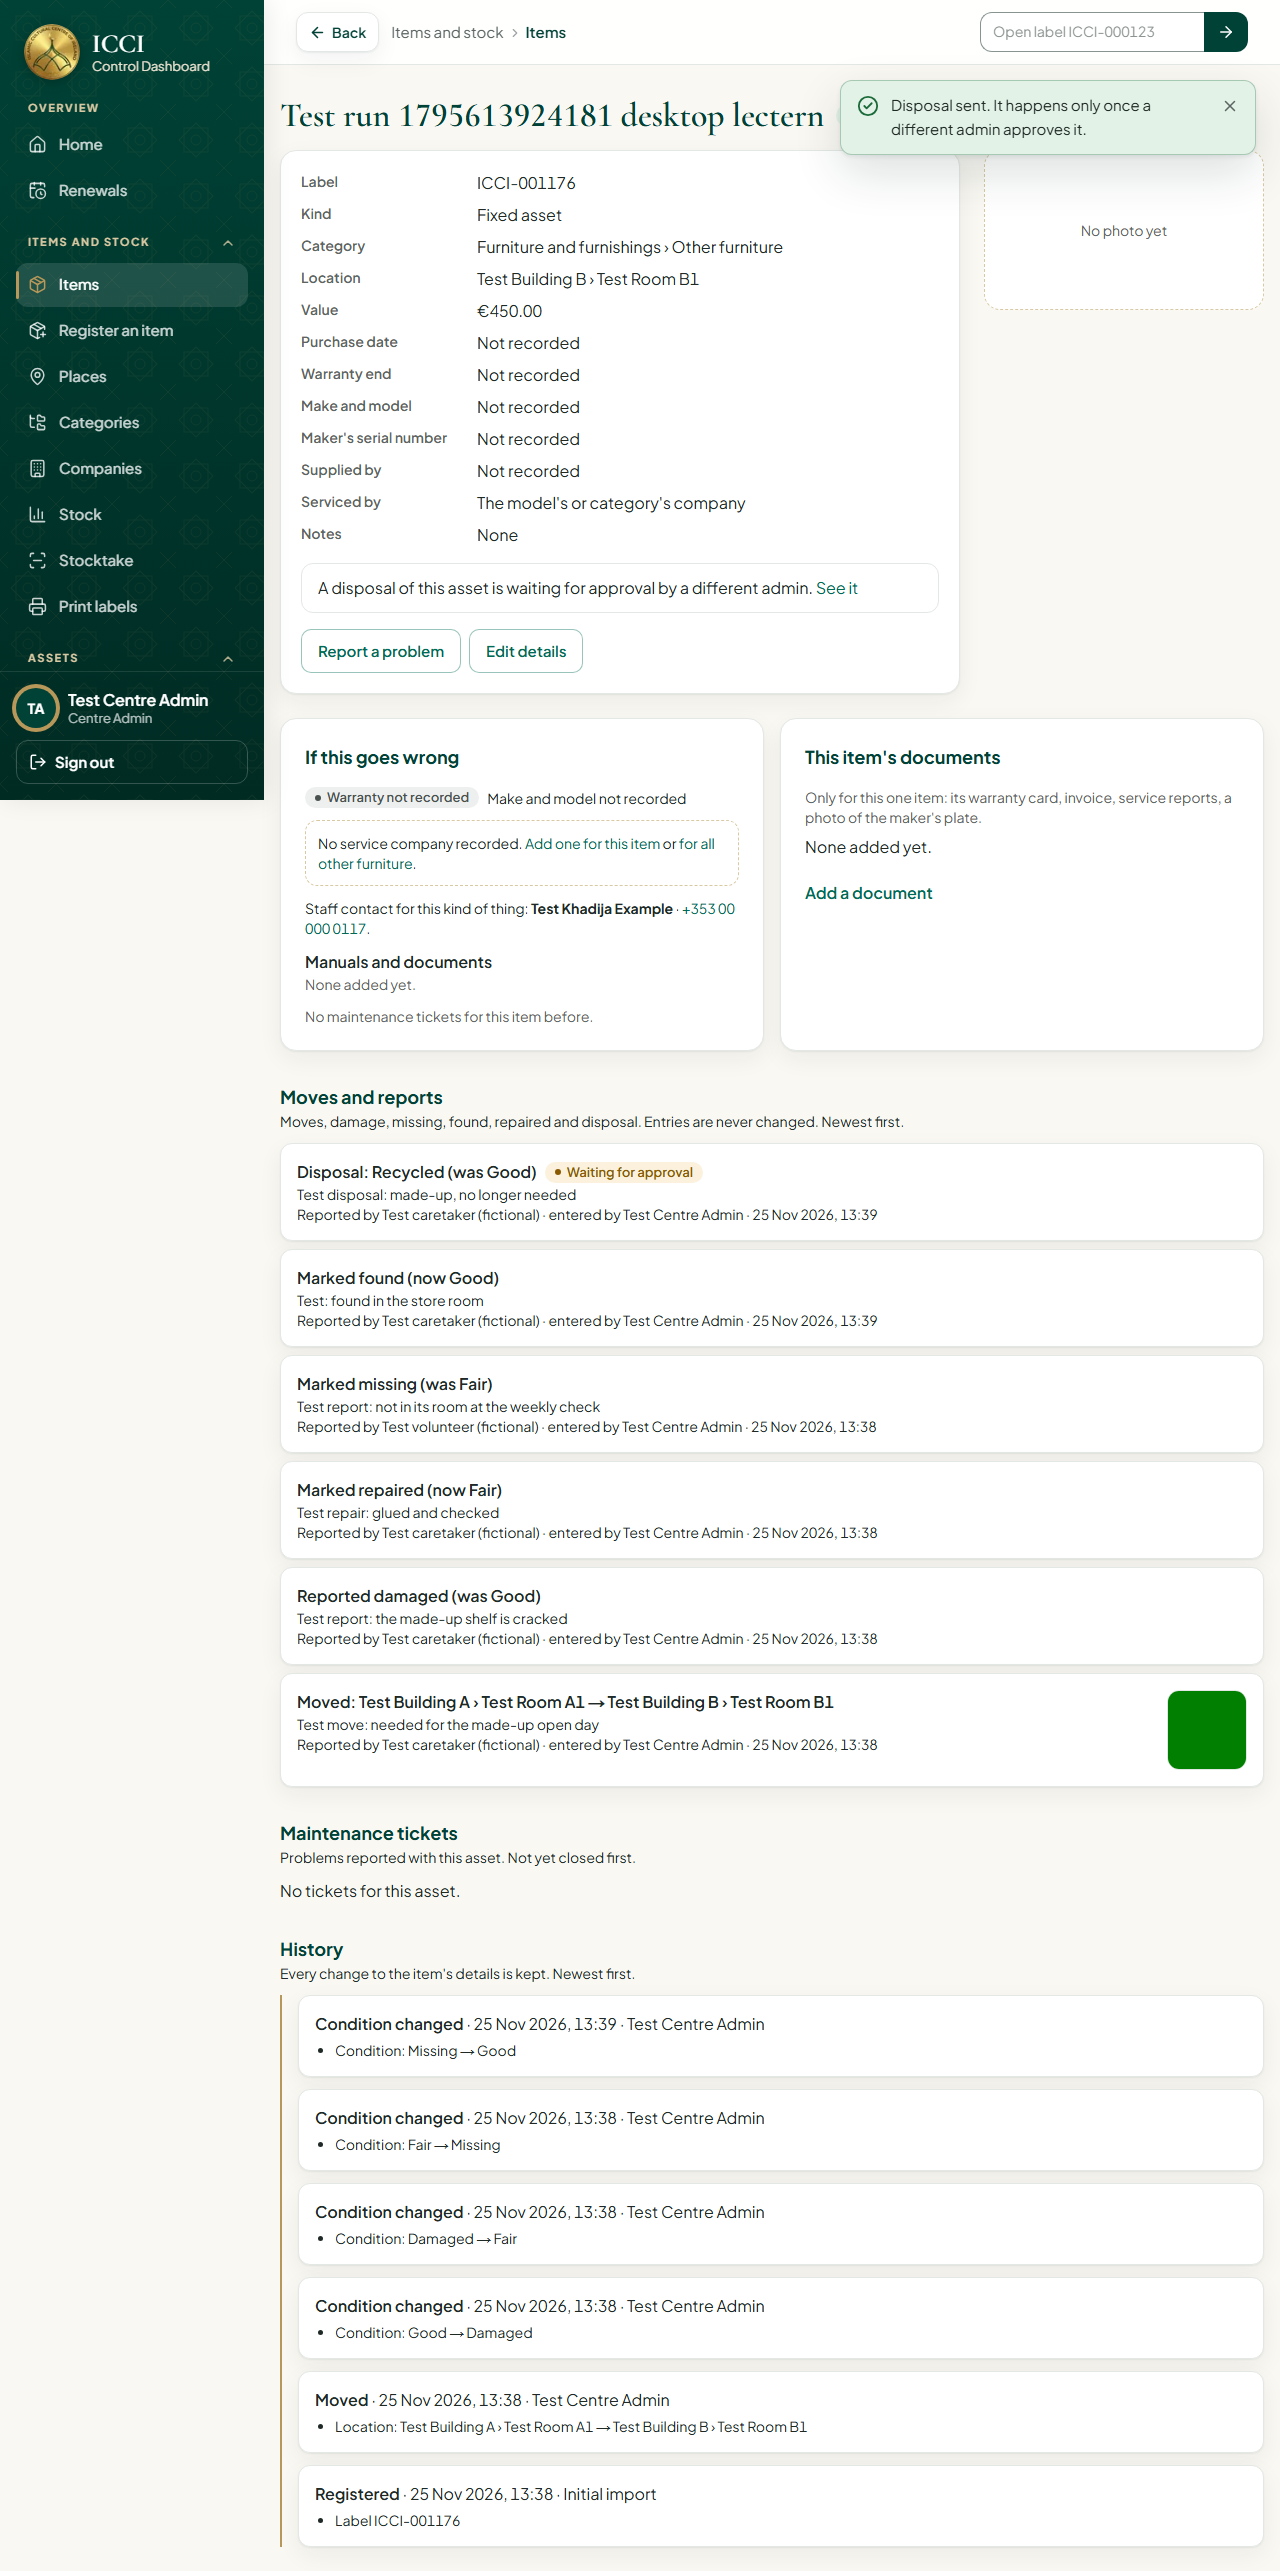 ICCI
Control Dashboard
OVERVIEW
Home
Renewals
ITEMS AND STOCK
Items
Register an item
Places
Categories
Companies
Stock
Stocktake
Print labels
ASSETS
TA
Test Centre Admin
Centre Admin
Sign out
Back
Items and stock › Items
Open label ICCI-000123
Disposal sent. It happens only once a
different admin approves it.
Test run 1795613924181 desktop lectern
Label ICCI-001176
Kind Fixed asset
Category Furniture and furnishings › Other furniture
Location Test Building B › Test Room B1
Value €450.00
Purchase date Not recorded
Warranty end Not recorded
Make and model Not recorded
Maker's serial number Not recorded
Supplied by Not recorded
Serviced by The model's or category's company
Notes None
A disposal of this asset is waiting for approval by a different admin. See it
Report a problem
Edit details
No photo yet
If this goes wrong
Warranty not recorded Make and model not recorded
No service company recorded. Add one for this item or for all
other furniture.
Staff contact for this kind of thing: Test Khadija Example · +353 00
000 0117.
Manuals and documents
None added yet.
No maintenance tickets for this item before.
This item's documents
Only for this one item: its warranty card, invoice, service reports, a
photo of the maker's plate.
None added yet.
Add a document
Moves and reports
Moves, damage, missing, found, repaired and disposal. Entries are never changed. Newest first.
Disposal: Recycled (was Good) Waiting for approval
Test disposal: made-up, no longer needed
Reported by Test caretaker (fictional) · entered by Test Centre Admin · 25 Nov 2026, 13:39
Marked found (now Good)
Test: found in the store room
Reported by Test caretaker (fictional) · entered by Test Centre Admin · 25 Nov 2026, 13:39
Marked missing (was Fair)
Test report: not in its room at the weekly check
Reported by Test volunteer (fictional) · entered by Test Centre Admin · 25 Nov 2026, 13:38
Marked repaired (now Fair)
Test repair: glued and checked
Reported by Test caretaker (fictional) · entered by Test Centre Admin · 25 Nov 2026, 13:38
Reported damaged (was Good)
Test report: the made-up shelf is cracked
Reported by Test caretaker (fictional) · entered by Test Centre Admin · 25 Nov 2026, 13:38
Moved: Test Building A › Test Room A1 → Test Building B › Test Room B1
Test move: needed for the made-up open day
Reported by Test caretaker (fictional) · entered by Test Centre Admin · 25 Nov 2026, 13:38
Maintenance tickets
Problems reported with this asset. Not yet closed first.
No tickets for this asset.
History
Every change to the item's details is kept. Newest first.
Condition changed · 25 Nov 2026, 13:39 · Test Centre Admin
• Condition: Missing → Good
Condition changed · 25 Nov 2026, 13:38 · Test Centre Admin
• Condition: Fair → Missing
Condition changed · 25 Nov 2026, 13:38 · Test Centre Admin
• Condition: Damaged → Fair
Condition changed · 25 Nov 2026, 13:38 · Test Centre Admin
• Condition: Good → Damaged
Moved · 25 Nov 2026, 13:38 · Test Centre Admin
• Location: Test Building A › Test Room A1 → Test Building B › Test Room B1
Registered · 25 Nov 2026, 13:38 · Initial import
• Label ICCI-001176